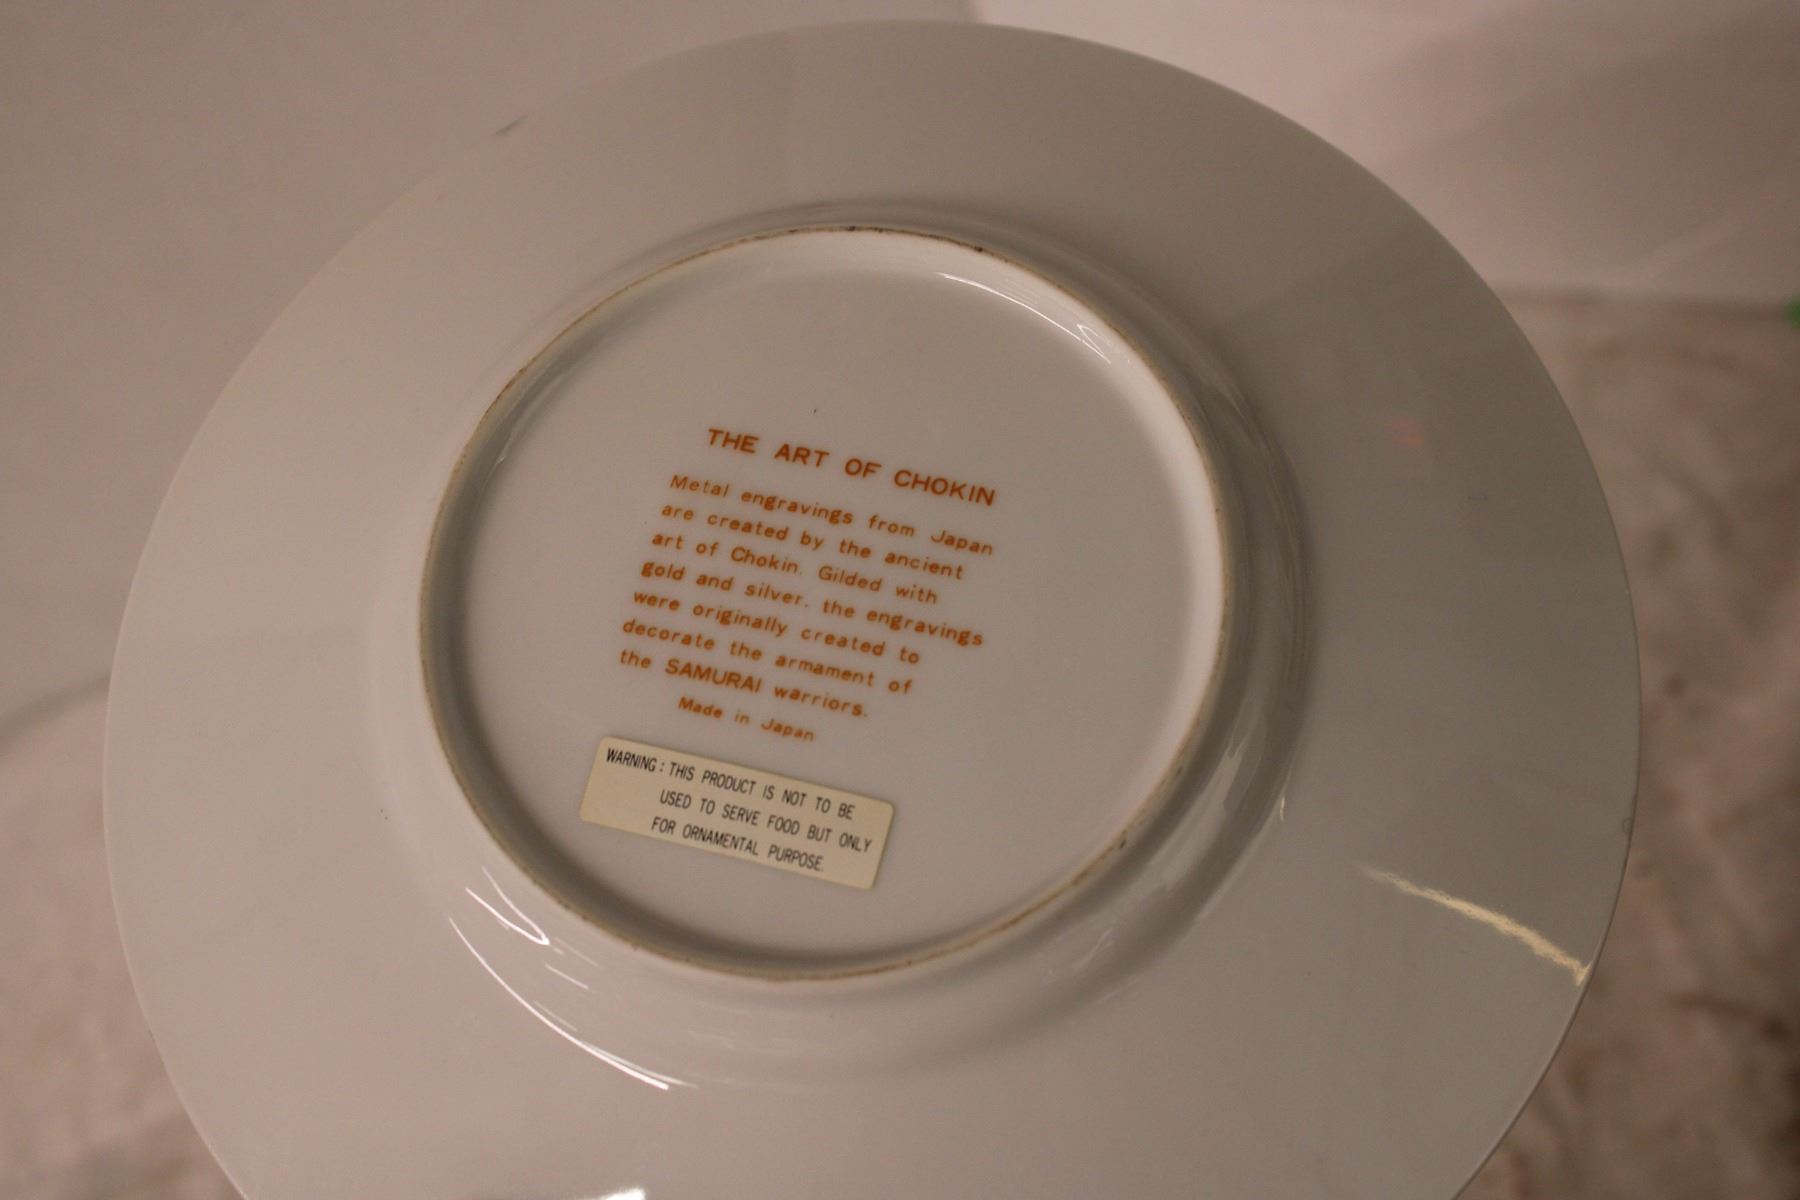 THE ART OF CHOKIN
Metal engravings from Japan
are created by the ancient
art of Chokin. Gilded with
gold and silver. the engravings
were originally created to
decorate the armament of
the SAMURAI warriors.
Made in Japan
WARNING : THIS PRODUCT IS NOT TO BE
USED TO SERVE FOOD BUT ONLY
FOR ORNAMENTAL PURPOSE.